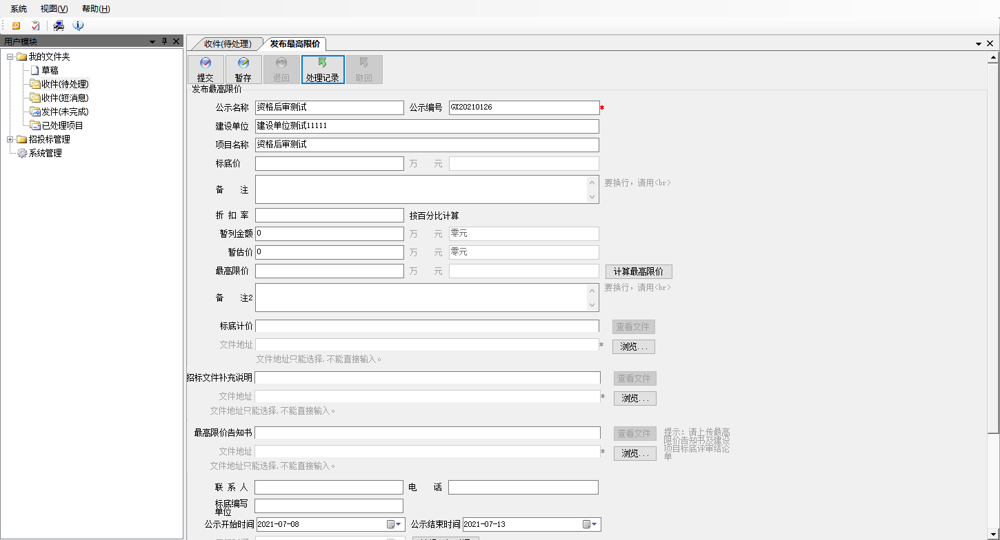 系统 视图(V) 帮助(H)
用户模块
我的文件夹
草稿
收件(待处理)
收件(短消息)
发件(未完成)
已处理项目
招投标管理
系统管理
收件(待处理) 发布最高限价
提交 暂存 退回 处理记录 取回
发布最高限价
公示名称 资格后审测试 公示编号 GX20210126 *
建设单位 建设单位测试11111
项目名称 资格后审测试
标底价 万 元
备 注 要换行，请用<br>
折 扣 率 按百分比计算
暂列金额 0 万 元 零元
暂估价 0 万 元 零元
最高限价 万 元 计算最高限价
备 注2 要换行，请用<br>
标底计价 查看文件
文件地址 * 浏览...
文件地址只能选择,不能直接输入。
招标文件补充说明 查看文件
文件地址 * 浏览...
文件地址只能选择,不能直接输入。
最高限价告知书 查看文件
文件地址 * 浏览...
文件地址只能选择,不能直接输入。
提示：请上传最高
限价告知书及建设
项目标底评审结论
单
联 系 人 电 话
标底编写
单位
公示开始时间 2021-07-08 公示结束时间 2021-07-13